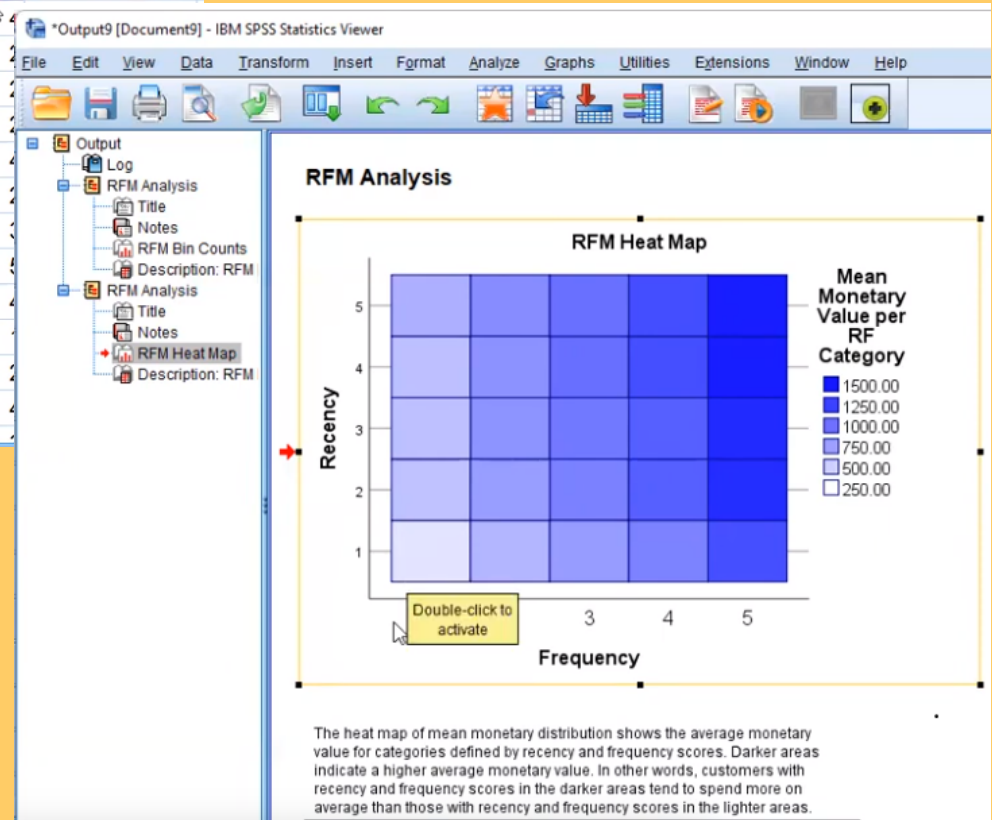 *Output9 [Document9] - IBM SPSS Statistics Viewer
File Edit View Data Transform Insert Format Analyze Graphs Utilities Extensions Window Help
Output
Log
RFM Analysis
Title
Notes
RFM Bin Counts
Description: RFM
RFM Analysis
Title
Notes
RFM Heat Map
Description: RFM
RFM Analysis
RFM Heat Map
Recency
5
4
3
2
1
3 4 5
Frequency
Double-click to
activate
Mean
Monetary
Value per
RF
Category
1500.00
1250.00
1000.00
750.00
500.00
250.00
The heat map of mean monetary distribution shows the average monetary
value for categories defined by recency and frequency scores. Darker areas
indicate a higher average monetary value. In other words, customers with
recency and frequency scores in the darker areas tend to spend more on
average than those with recency and frequency scores in the lighter areas.